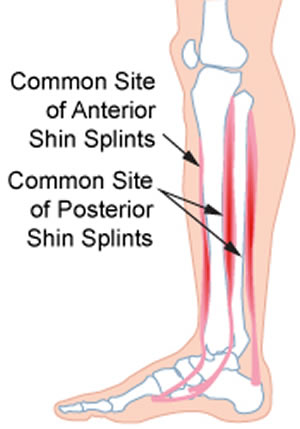 Common Site
of Anterior
Shin Splints
Common Site
of Posterior
Shin Splints